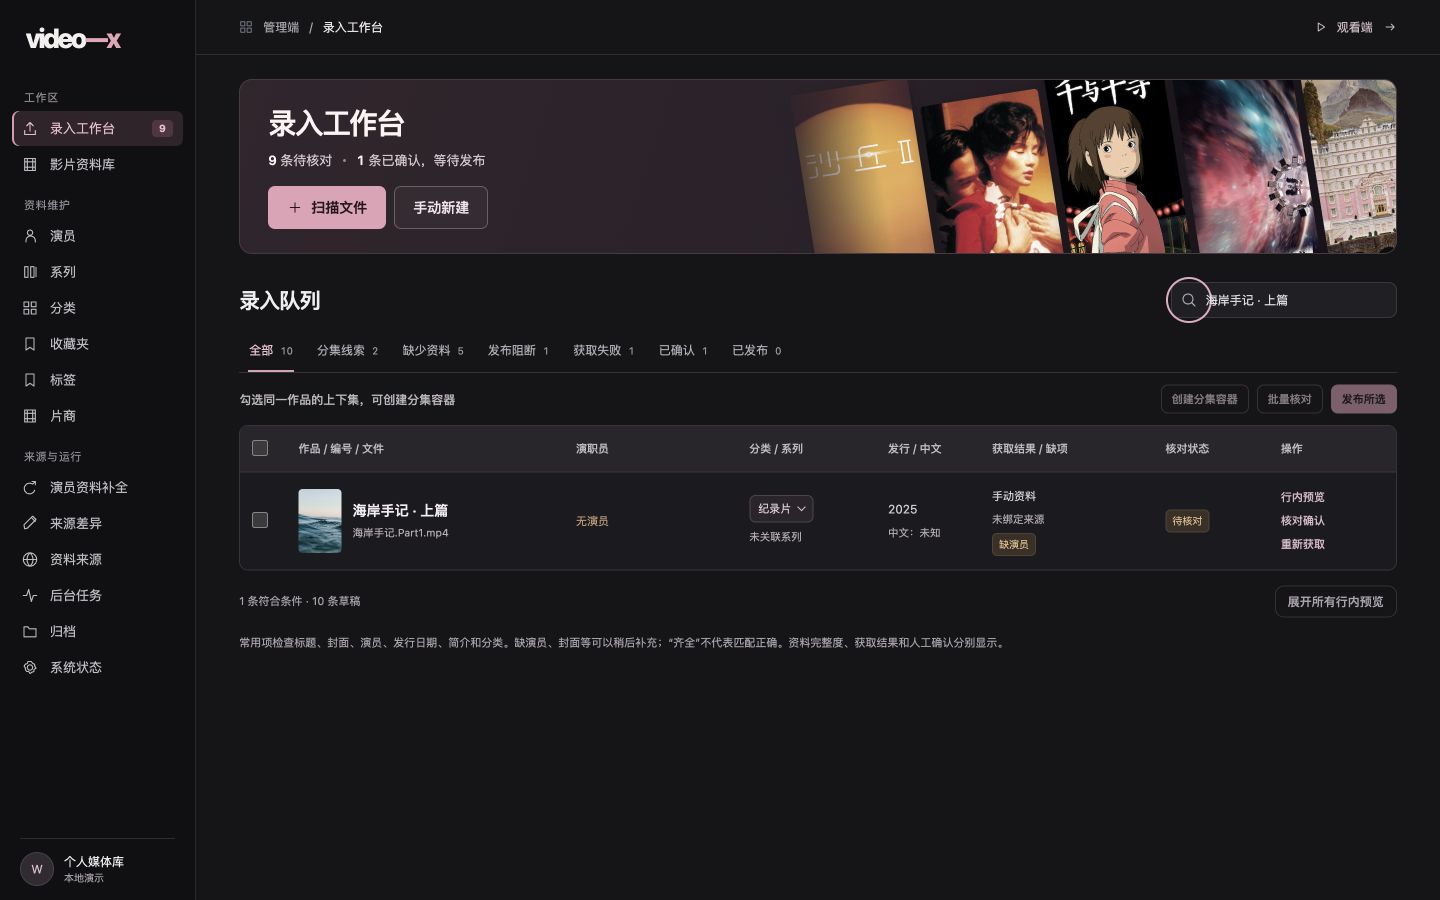 video—x
管理端 / 录入工作台
观看端
工作区
录入工作台 9
影片资料库
资料维护
演员
系列
分类
收藏夹
标签
片商
来源与运行
演员资料补全
来源差异
资料来源
后台任务
归档
系统状态
W
个人媒体库
本地演示
录入工作台
9 条待核对 • 1 条已确认，等待发布
+ 扫描文件
手动新建
沙丘 II
千与千寻
录入队列
海岸手记 · 上篇
全部 10
分集线索 2
缺少资料 5
发布阻断 1
获取失败 1
已确认 1
已发布 0
勾选同一作品的上下集，可创建分集容器
创建分集容器
批量核对
发布所选
作品 / 编号 / 文件
演职员
分类 / 系列
发行 / 中文
获取结果 / 缺项
核对状态
操作
海岸手记 · 上篇
海岸手记.Part1.mp4
无演员
纪录片
未关联系列
2025
中文：未知
手动资料
未绑定来源
缺演员
待核对
行内预览
核对确认
重新获取
1 条符合条件 · 10 条草稿
展开所有行内预览
常用项检查标题、封面、演员、发行日期、简介和分类。缺演员、封面等可以稍后补充；“齐全”不代表匹配正确。资料完整度、获取结果和人工确认分别显示。